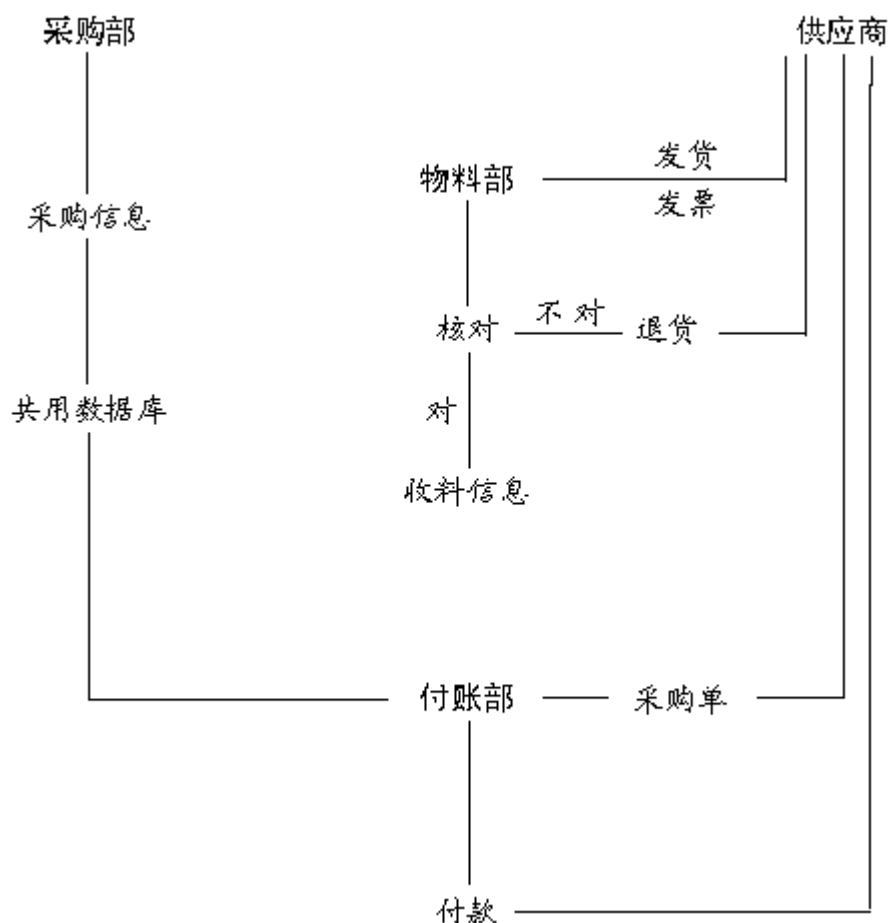 采购部
供应商
发货
物料部
发票
采购信息
不对
核对
退货
共用数据库
对
收料信息
付账部
采购单
付款